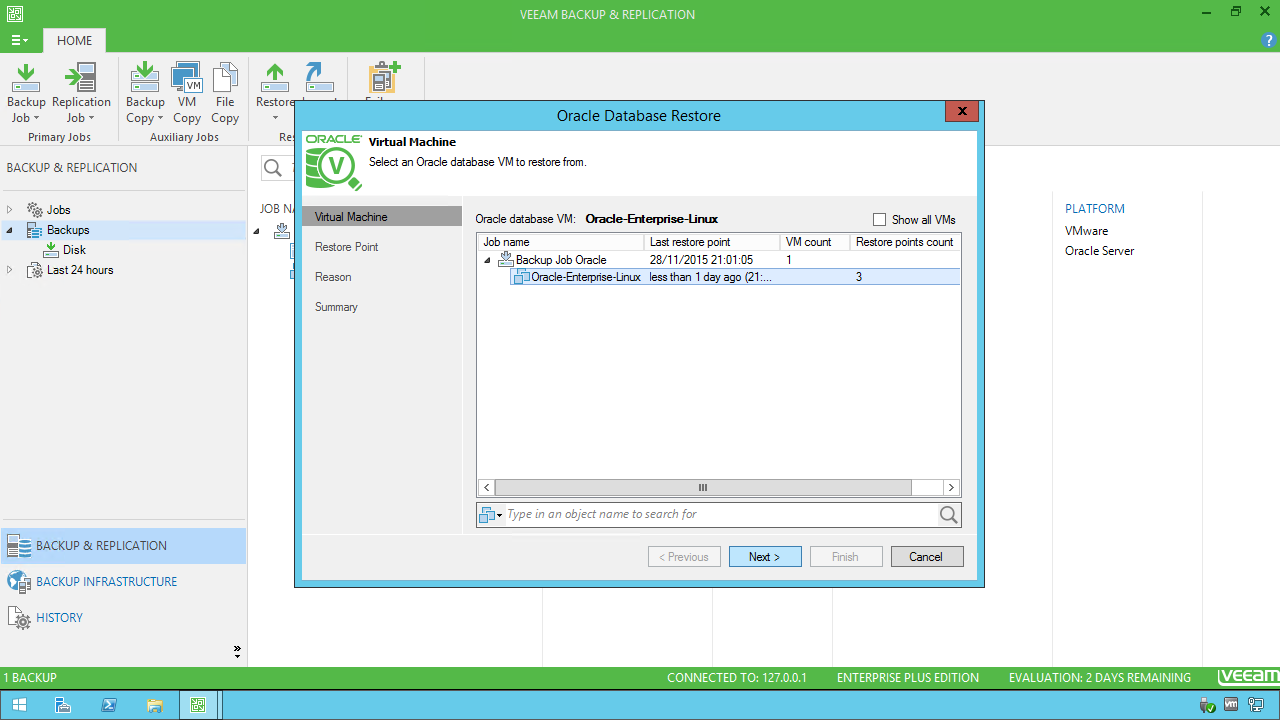 VEEAM BACKUP & REPLICATION
HOME
?
Backup Job
Replication Job
Backup Copy
VM Copy
File Copy
Restore
Primary Jobs
Auxiliary Jobs
BACKUP & REPLICATION
Jobs
Backups
Disk
Last 24 hours
BACKUP & REPLICATION
BACKUP INFRASTRUCTURE
HISTORY
PLATFORM
VMware
Oracle Server
Oracle Database Restore
x
ORACLE
V
Virtual Machine
Select an Oracle database VM to restore from.
Virtual Machine
Restore Point
Reason
Summary
Oracle database VM: Oracle-Enterprise-Linux
Show all VMs
Job name Last restore point VM count Restore points count
Backup Job Oracle 28/11/2015 21:01:05 1
Oracle-Enterprise-Linux less than 1 day ago (21:... 3
Type in an object name to search for
< Previous Next > Finish Cancel
1 BACKUP
CONNECTED TO: 127.0.0.1 ENTERPRISE PLUS EDITION EVALUATION: 2 DAYS REMAINING
veeam